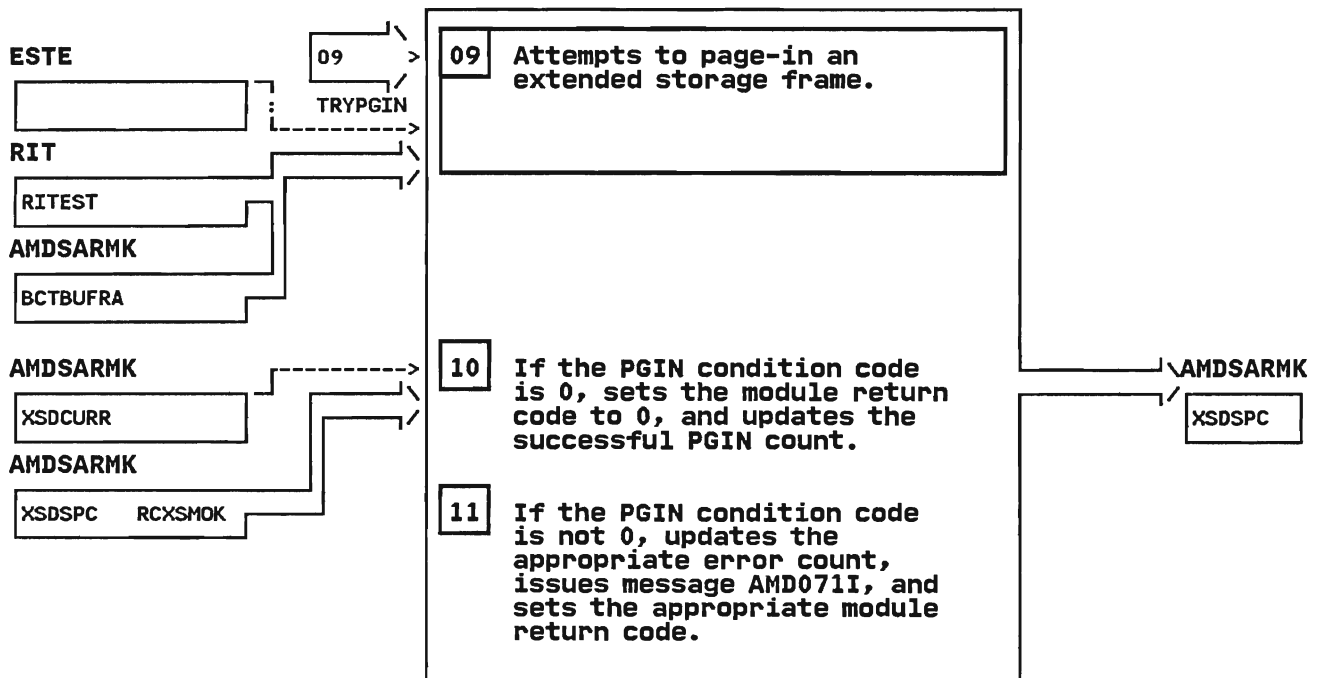 ESTE
09
TRYPGIN
RIT
RITEST
AMDSARMK
BCTBUFRA
09 Attempts to page-in an
extended storage frame.
AMDSARMK
XSDCURR
AMDSARMK
XSDSPC RCXSMOK
10 If the PGIN condition code
is 0, sets the module return
code to 0, and updates the
successful PGIN count.
11 If the PGIN condition code
is not 0, updates the
appropriate error count,
issues message AMD071I, and
sets the appropriate module
return code.
AMDSARMK
XSDSPC